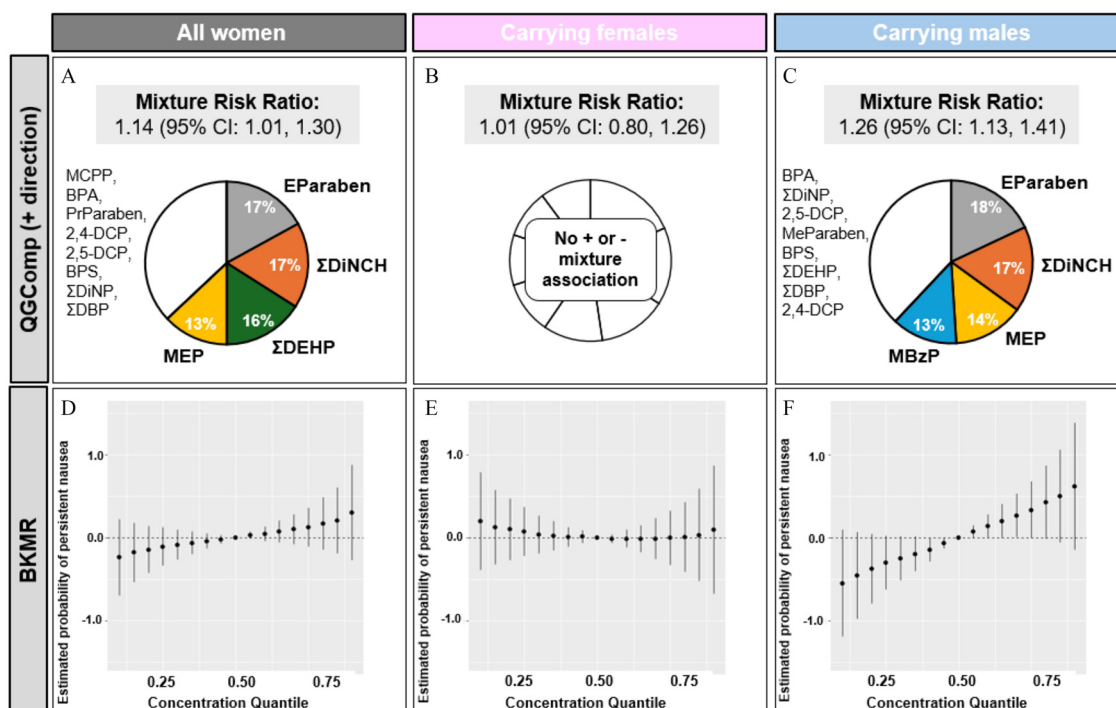 All women
Carrying females
Carrying males
QGComp (+ direction)
A
Mixture Risk Ratio:
1.14 (95% CI: 1.01, 1.30)
MCPP,
BPA,
PrParaben,
2,4-DCP,
2,5-DCP,
BPS,
ΣDiNP,
ΣDBP
EParaben
17%
17%
ΣDiNCH
16%
ΣDEHP
13%
MEP
B
Mixture Risk Ratio:
1.01 (95% CI: 0.80, 1.26)
No + or -
mixture
association
C
Mixture Risk Ratio:
1.26 (95% CI: 1.13, 1.41)
BPA,
ΣDiNP,
2,5-DCP,
MeParaben,
BPS,
ΣDEHP,
ΣDBP,
2,4-DCP
EParaben
18%
17%
ΣDiNCH
14%
MEP
13%
MBzP
BKMR
D
Estimated probability of persistent nausea
1.0
0.0
-1.0
0.25
0.50
0.75
Concentration Quantile
E
Estimated probability of persistent nausea
1.0
0.0
-1.0
0.25
0.50
0.75
Concentration Quantile
F
Estimated probability of persistent nausea
1.0
0.0
-1.0
0.25
0.50
0.75
Concentration Quantile